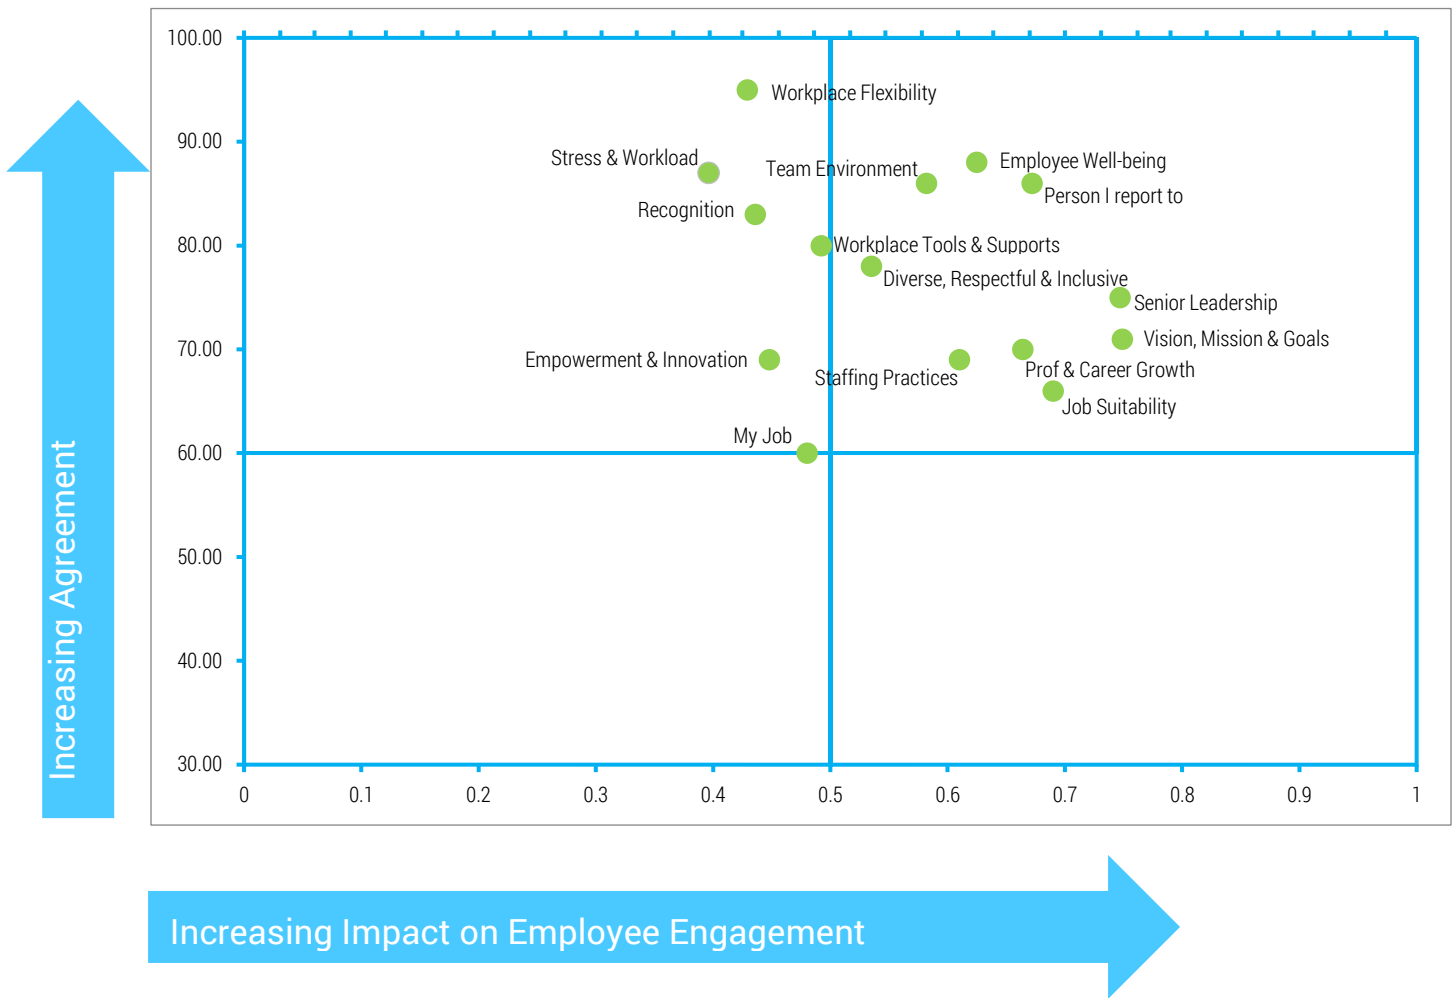 100.00
Workplace Flexibility
90.00
Stress & Workload
Team Environment
Employee Well-being
Person I report to
Recognition
80.00
Workplace Tools & Supports
Diverse, Respectful & Inclusive
Senior Leadership
Vision, Mission & Goals
70.00
Empowerment & Innovation
Staffing Practices
Prof & Career Growth
Job Suitability
My Job
60.00
50.00
40.00
30.00
0 0.1 0.2 0.3 0.4 0.5 0.6 0.7 0.8 0.9 1
Increasing Agreement
Increasing Impact on Employee Engagement